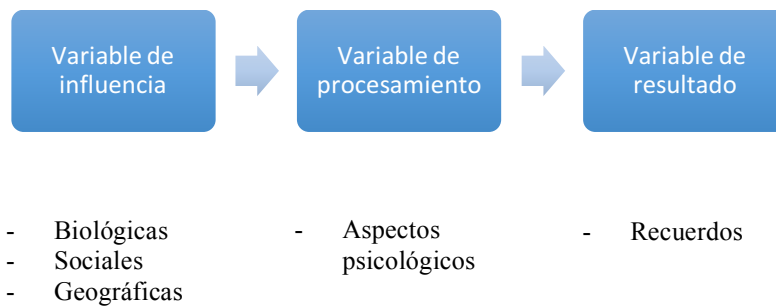 Variable de
influencia
Variable de
procesamiento
Variable de
resultado
- Biológicas
- Sociales
- Geográficas
- Aspectos
psicológicos
- Recuerdos